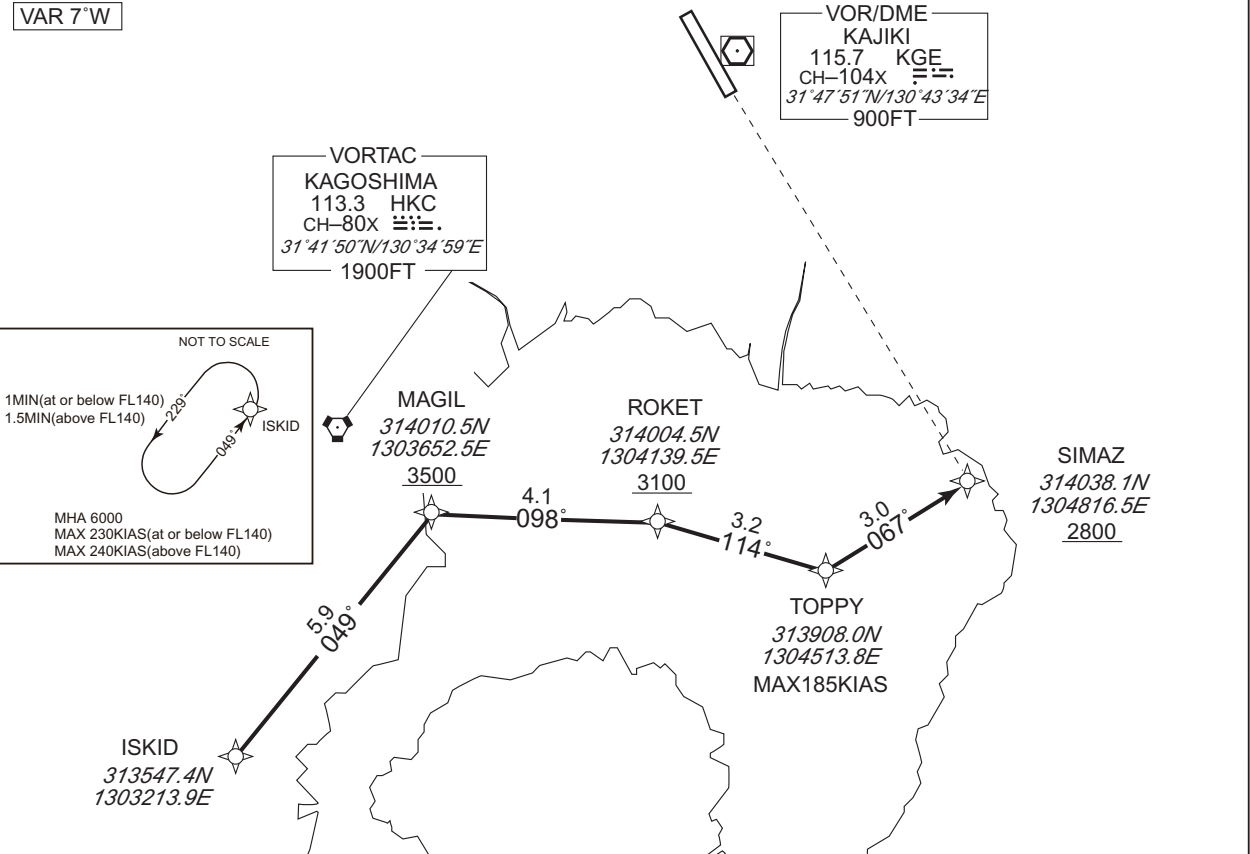 VAR 7˚W
VOR/DME
KAJIKI
115.7 KGE
CH–104X
31˚47´51˝N/130˚43´34˝E
900FT
VORTAC
KAGOSHIMA
113.3 HKC
CH–80X
31˚41´50˝N/130˚34´59˝E
1900FT
NOT TO SCALE
1MIN(at or below FL140)
1.5MIN(above FL140)
229˚
049˚
ISKID
MHA 6000
MAX 230KIAS(at or below FL140)
MAX 240KIAS(above FL140)
MAGIL
314010.5N
1303652.5E
3500
4.1
098˚
ROKET
314004.5N
1304139.5E
3100
3.2
114˚
3.0
067˚
SIMAZ
314038.1N
1304816.5E
2800
TOPPY
313908.0N
1304513.8E
MAX185KIAS
5.9
049˚
ISKID
313547.4N
1303213.9E